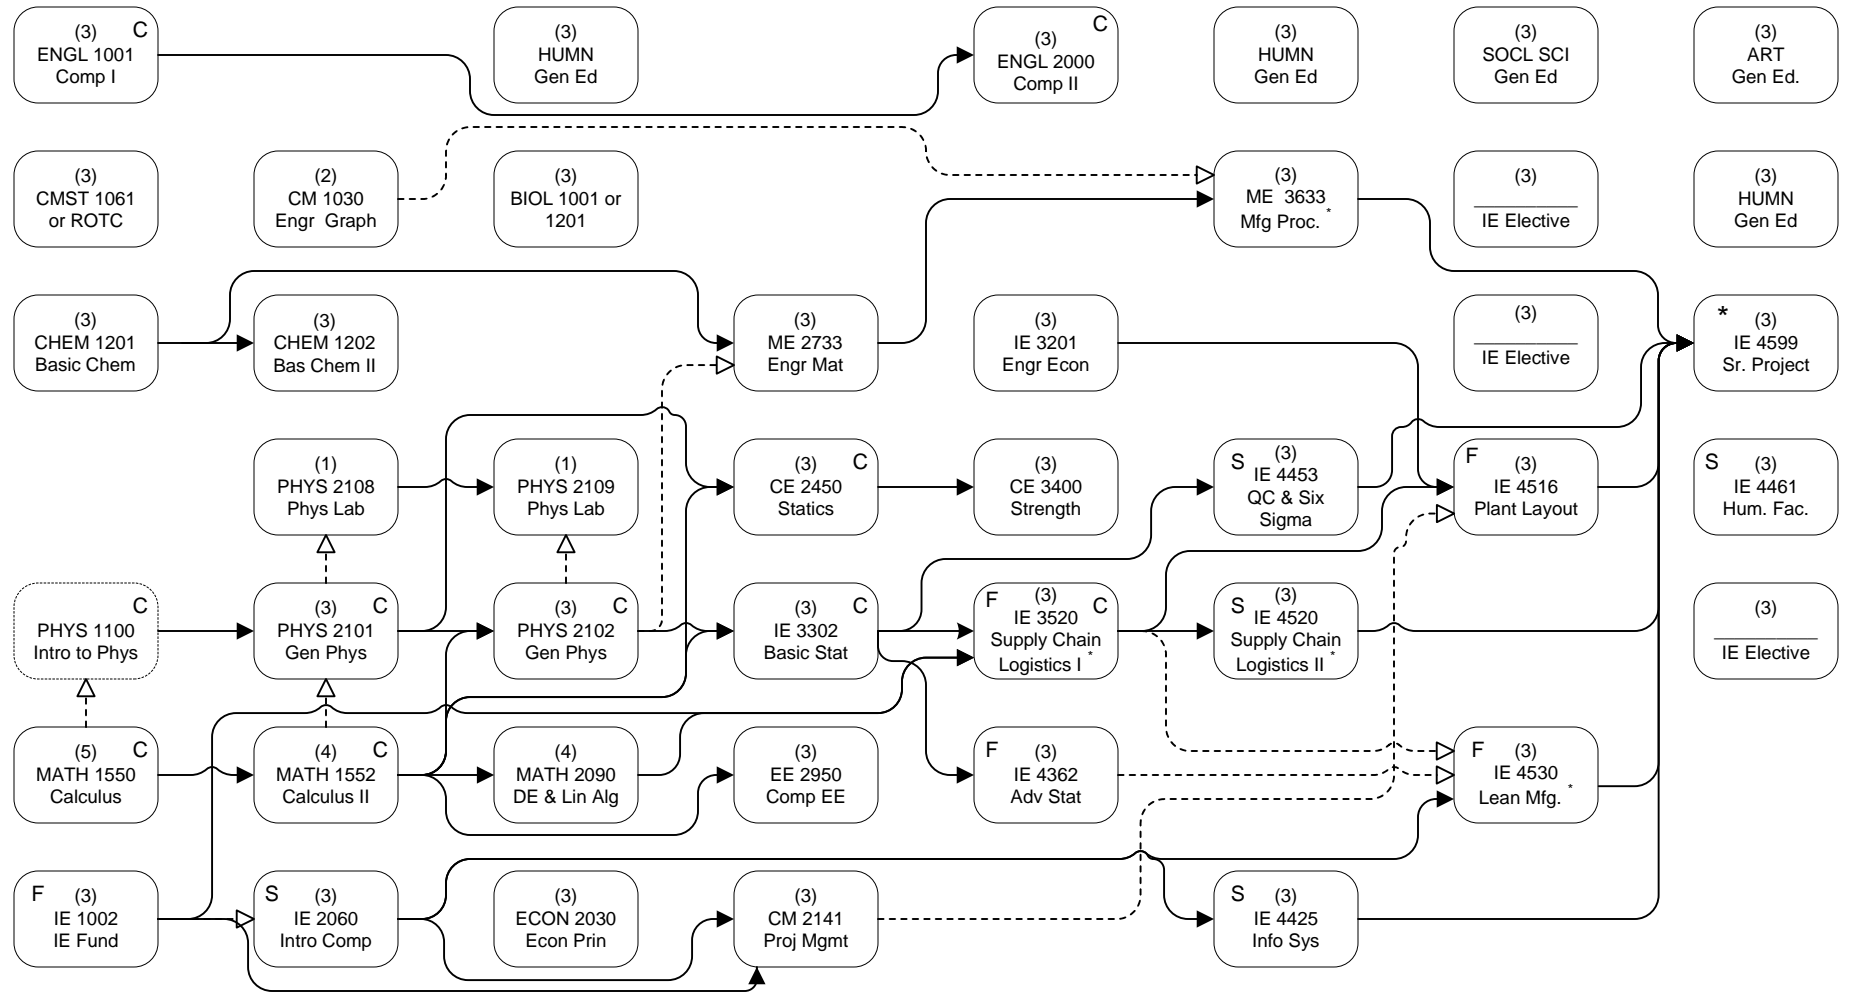 (3) C
ENGL 1001
Comp I
(3)
HUMN
Gen Ed
(3) C
ENGL 2000
Comp II
(3)
HUMN
Gen Ed
(3)
SOCL SCI
Gen Ed
(3)
ART
Gen Ed.
(3)
CMST 1061
or ROTC
(2)
CM 1030
Engr Graph
(3)
BIOL 1001 or
1201
(3)
ME 3633
Mfg Proc. *
(3)
__________
IE Elective
(3)
HUMN
Gen Ed
(3)
CHEM 1201
Basic Chem
(3)
CHEM 1202
Bas Chem II
(3)
ME 2733
Engr Mat
(3)
IE 3201
Engr Econ
(3)
__________
IE Elective
* (3)
IE 4599
Sr. Project
(1)
PHYS 2108
Phys Lab
(1)
PHYS 2109
Phys Lab
(3) C
CE 2450
Statics
(3)
CE 3400
Strength
S (3)
IE 4453
QC & Six
Sigma
F (3)
IE 4516
Plant Layout
S (3)
IE 4461
Hum. Fac.
C
PHYS 1100
Intro to Phys
(3) C
PHYS 2101
Gen Phys
(3) C
PHYS 2102
Gen Phys
(3) C
IE 3302
Basic Stat
F (3) C
IE 3520
Supply Chain
Logistics I *
S (3)
IE 4520
Supply Chain
Logistics II *
(3)
__________
IE Elective
(5) C
MATH 1550
Calculus
(4) C
MATH 1552
Calculus II
(4)
MATH 2090
DE & Lin Alg
(3)
EE 2950
Comp EE
F (3)
IE 4362
Adv Stat
F (3)
IE 4530
Lean Mfg. *
F (3)
IE 1002
IE Fund
S (3)
IE 2060
Intro Comp
(3)
ECON 2030
Econ Prin
(3)
CM 2141
Proj Mgmt
S (3)
IE 4425
Info Sys